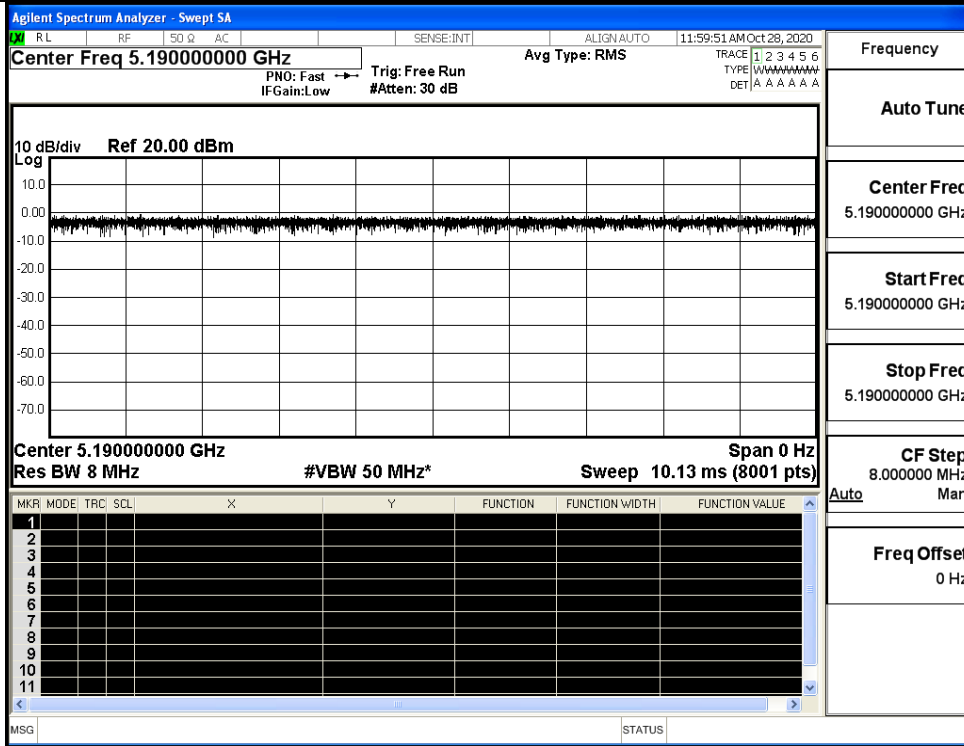 Agilent Spectrum Analyzer - Swept SA
LXI RL RF 50 Ω AC SENSE:INT ALIGN AUTO 11:59:51 AM Oct 28, 2020
Center Freq 5.190000000 GHz
PNO: Fast
IFGain:Low
Trig: Free Run
#Atten: 30 dB
Avg Type: RMS
TRACE 1 2 3 4 5 6
TYPE WWWWWW
DET A A A A A A
10 dB/div Ref 20.00 dBm
Log
10.0
0.00
-10.0
-20.0
-30.0
-40.0
-50.0
-60.0
-70.0
Center 5.190000000 GHz Span 0 Hz
Res BW 8 MHz #VBW 50 MHz* Sweep 10.13 ms (8001 pts)
MKR MODE TRC SCL X Y FUNCTION FUNCTION WIDTH FUNCTION VALUE
1
2
3
4
5
6
7
8
9
10
11
MSG STATUS
Frequency
Auto Tune
Center Freq
5.190000000 GHz
Start Freq
5.190000000 GHz
Stop Freq
5.190000000 GHz
CF Step
8.000000 MHz
Auto Man
Freq Offset
0 Hz